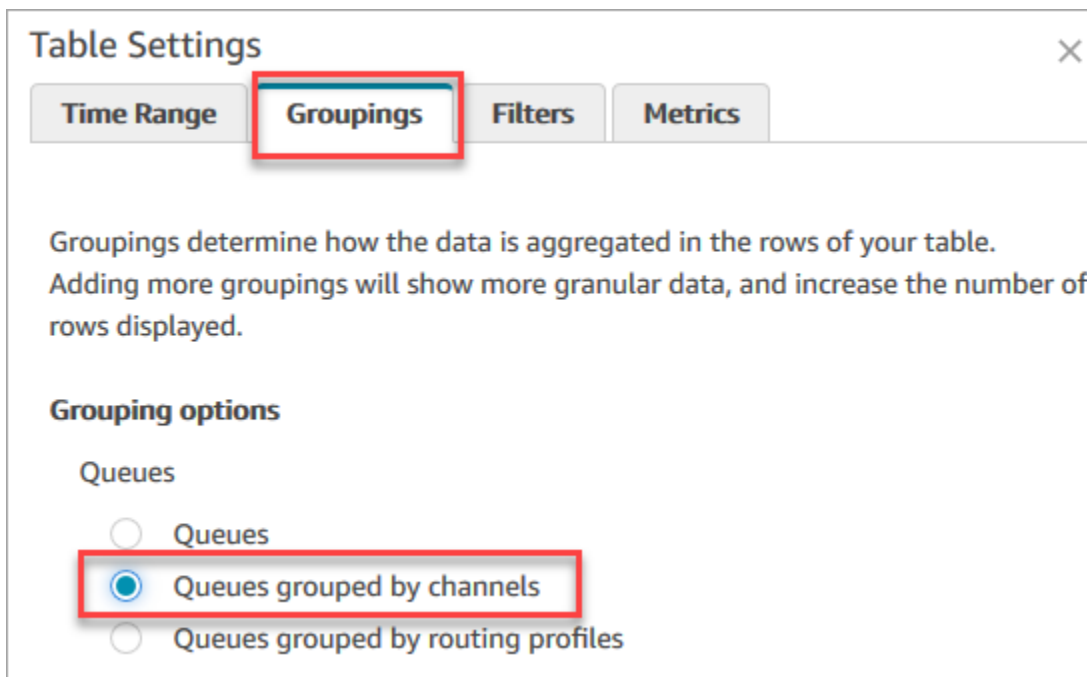 Table Settings
Time Range Groupings Filters Metrics
Groupings determine how the data is aggregated in the rows of your table.
Adding more groupings will show more granular data, and increase the number of
rows displayed.
Grouping options
Queues
Queues
Queues grouped by channels
Queues grouped by routing profiles